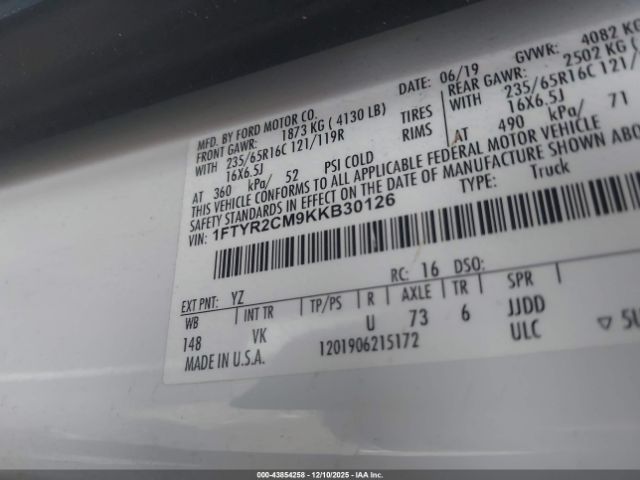 MFD. BY FORD MOTOR CO.
DATE: 06/19 GVWR: 4082 KG
FRONT GAWR: 1873 KG ( 4130 LB) REAR GAWR: 2502 KG (
WITH 235/65R16C 121/119R TIRES WITH 235/65R16C 121/
16X6.5J RIMS 16X6.5J
AT 360 kPa/ 52 PSI COLD AT 490 kPa/ 71
THIS VEHICLE CONFORMS TO ALL APPLICABLE FEDERAL MOTOR VEHICLE
SAFETY STANDARDS IN EFFECT ON THE DATE OF MANUFACTURE SHOWN ABO
VIN: 1FTYR2CM9KKB30126 TYPE: Truck
EXT PNT: YZ RC: 16 DSO:
WB INT TR TP/PS R AXLE TR SPR
148 VK U 73 6 JJDD
MADE IN U.S.A. 1201906215172 ULC ▽ SU
000-43854258 - 12/10/2025 - IAA Inc.